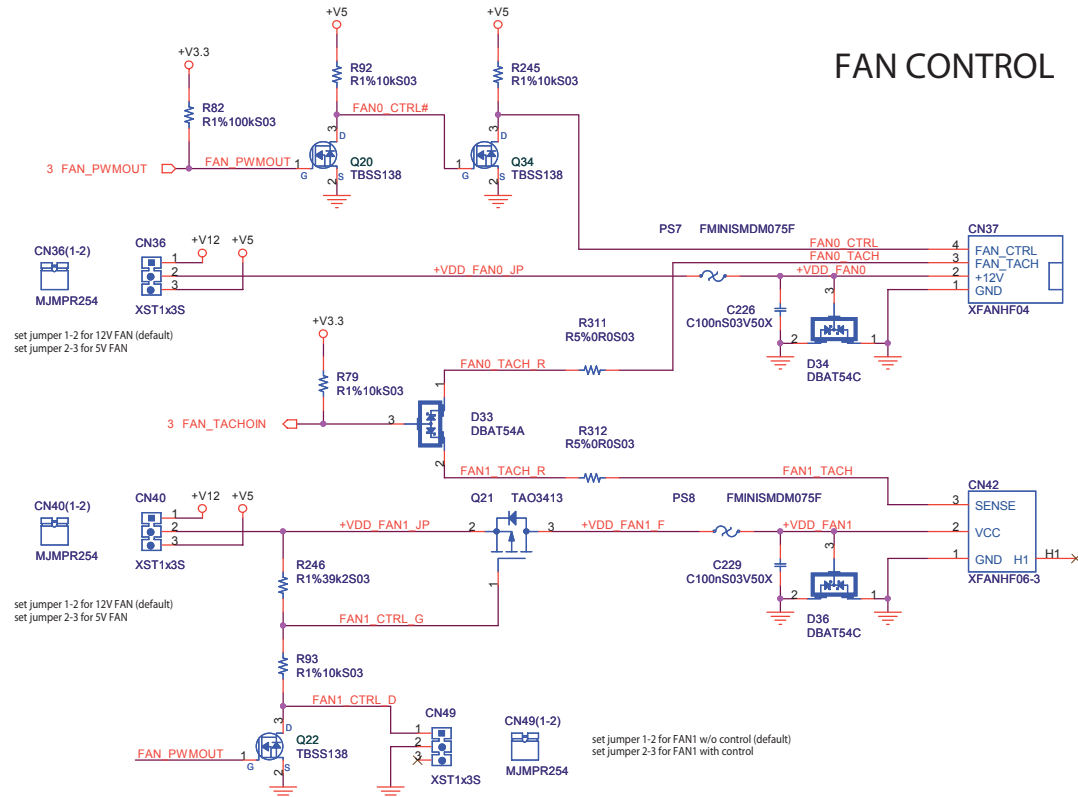 FAN CONTROL
+V5
+V5
+V3.3
R92
R1%10kS03
R245
R1%10kS03
R82
R1%100kS03
FAN0_CTRL#
3 FAN_PWMOUT
FAN_PWMOUT
1
G
3
D
2
S
Q20
TBSS138
1
G
3
D
2
S
Q34
TBSS138
CN36(1-2)
MJMPR254
CN36
1
2
3
XST1x3S
+V12
+V5
+VDD_FAN0_JP
PS7
FMINISMDM075F
FAN0_CTRL
FAN0_TACH
+VDD_FAN0
CN37
4
FAN_CTRL
3
FAN_TACH
2
+12V
1
GND
XFANHF04
C226
C100nS03V50X
3
2
1
D34
DBAT54C
set jumper 1-2 for 12V FAN (default)
set jumper 2-3 for 5V FAN
+V3.3
R79
R1%10kS03
3 FAN_TACHOIN
3
1
2
D33
DBAT54A
FAN0_TACH_R
R311
R5%0R0S03
R312
R5%0R0S03
FAN1_TACH_R
FAN1_TACH
CN40(1-2)
MJMPR254
CN40
1
2
3
XST1x3S
+V12
+V5
+VDD_FAN1_JP
Q21
TAO3413
2
3
1
+VDD_FAN1_F
PS8
FMINISMDM075F
+VDD_FAN1
CN42
3
SENSE
2
VCC
1
GND
H1
H1
XFANHF06-3
C229
C100nS03V50X
3
2
1
D36
DBAT54C
set jumper 1-2 for 12V FAN (default)
set jumper 2-3 for 5V FAN
R246
R1%39k2S03
FAN1_CTRL_G
R93
R1%10kS03
FAN1_CTRL_D
FAN_PWMOUT
1
G
3
D
2
S
Q22
TBSS138
CN49
1
2
3
XST1x3S
CN49(1-2)
MJMPR254
set jumper 1-2 for FAN1 w/o control (default)
set jumper 2-3 for FAN1 with control